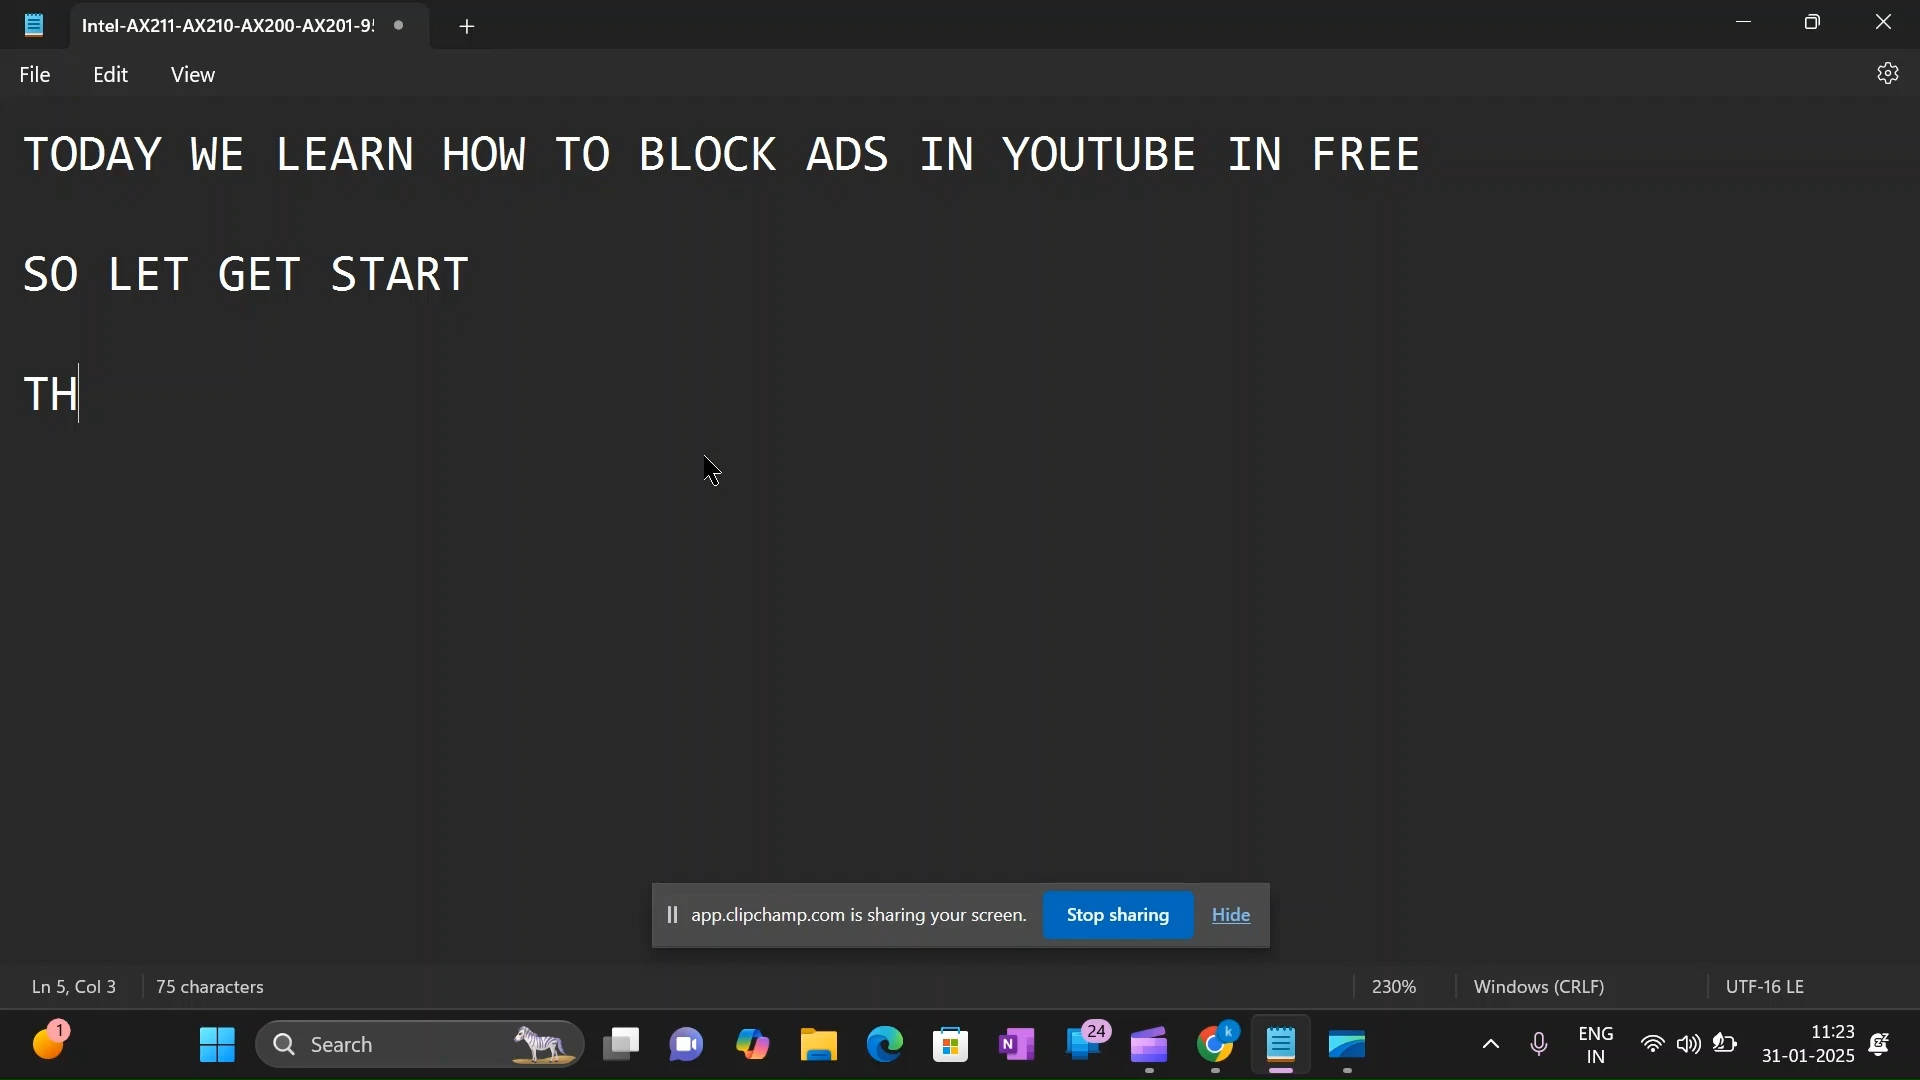 Intel-AX211-AX210-AX200-AX201-9!
File Edit View
TODAY WE LEARN HOW TO BLOCK ADS IN YOUTUBE IN FREE
SO LET GET START
TH
app.clipchamp.com is sharing your screen. Stop sharing Hide
Ln 5, Col 3 75 characters 230% Windows (CRLF) UTF-16 LE
1 Search N 24 k ENG 11:23
IN 31-01-2025